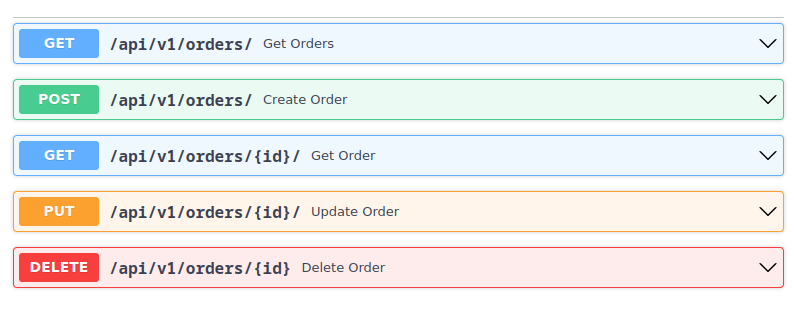 GET /api/v1/orders/ Get Orders
POST /api/v1/orders/ Create Order
GET /api/v1/orders/{id}/ Get Order
PUT /api/v1/orders/{id}/ Update Order
DELETE /api/v1/orders/{id} Delete Order